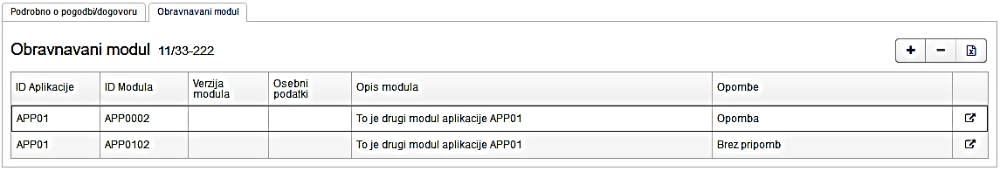 Podrobno o pogodbi/dogovoru Obravnavani modul
Obravnavani modul 11/33-222
ID Aplikacije ID Modula Verzija modula Osebni podatki Opis modula Opombe
APP01 APP0002 To je drugi modul aplikacije APP01 Opomba
APP01 APP0102 To je drugi modul aplikacije APP01 Brez pripomb